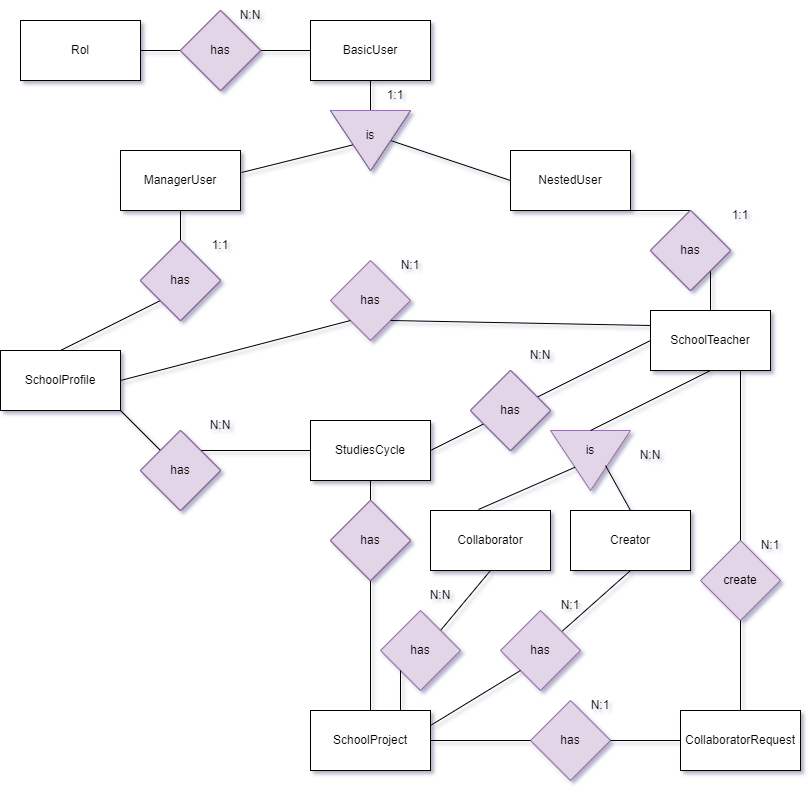 N:N
Rol
has
BasicUser
1:1
is
ManagerUser
NestedUser
1:1
1:1
has
has
N:1
has
SchoolTeacher
N:N
SchoolProfile
has
N:N
StudiesCycle
is
N:N
has
has
Collaborator
Creator
N:1
create
N:N
N:1
has
has
N:1
SchoolProject
has
CollaboratorRequest